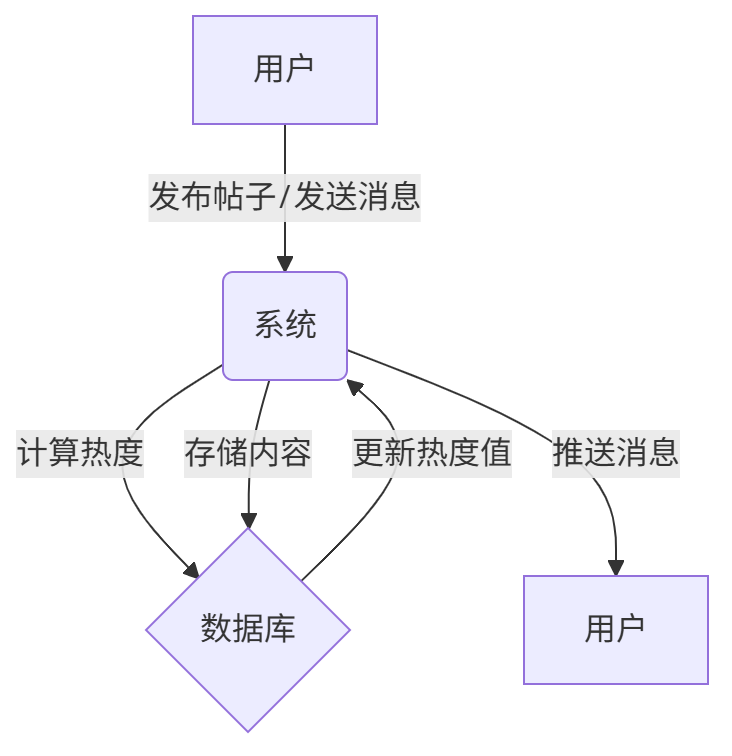 用户
发布帖子/发送消息
系统
计算热度
存储内容
更新热度值
推送消息
数据库
用户